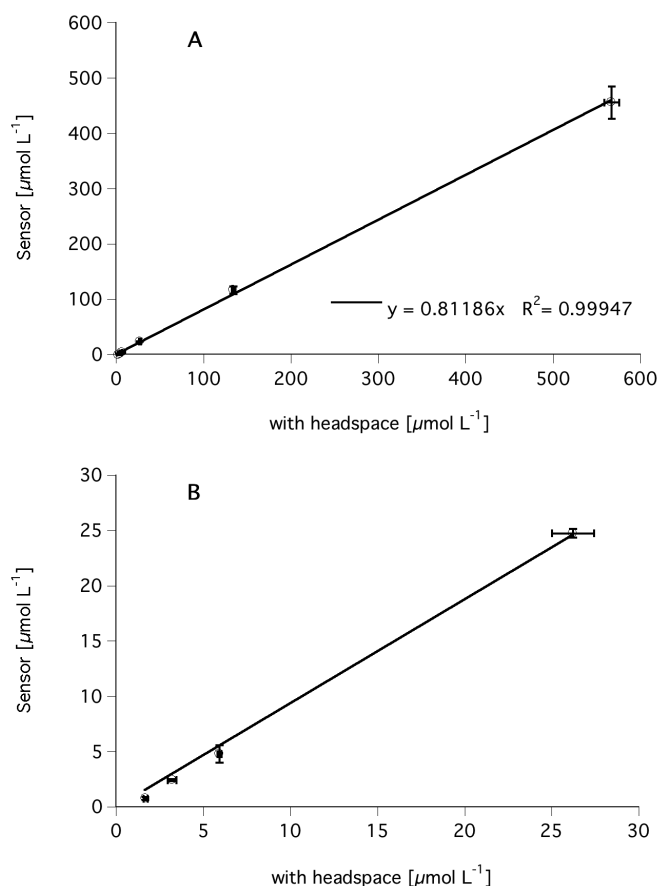 A
600
500
400
300
200
100
0
Sensor [µmol L⁻¹]
y = 0.81186x R²= 0.99947
0 100 200 300 400 500 600
with headspace [µmol L⁻¹]
B
30
25
20
15
10
5
0
Sensor [µmol L⁻¹]
0 5 10 15 20 25 30
with headspace [µmol L⁻¹]